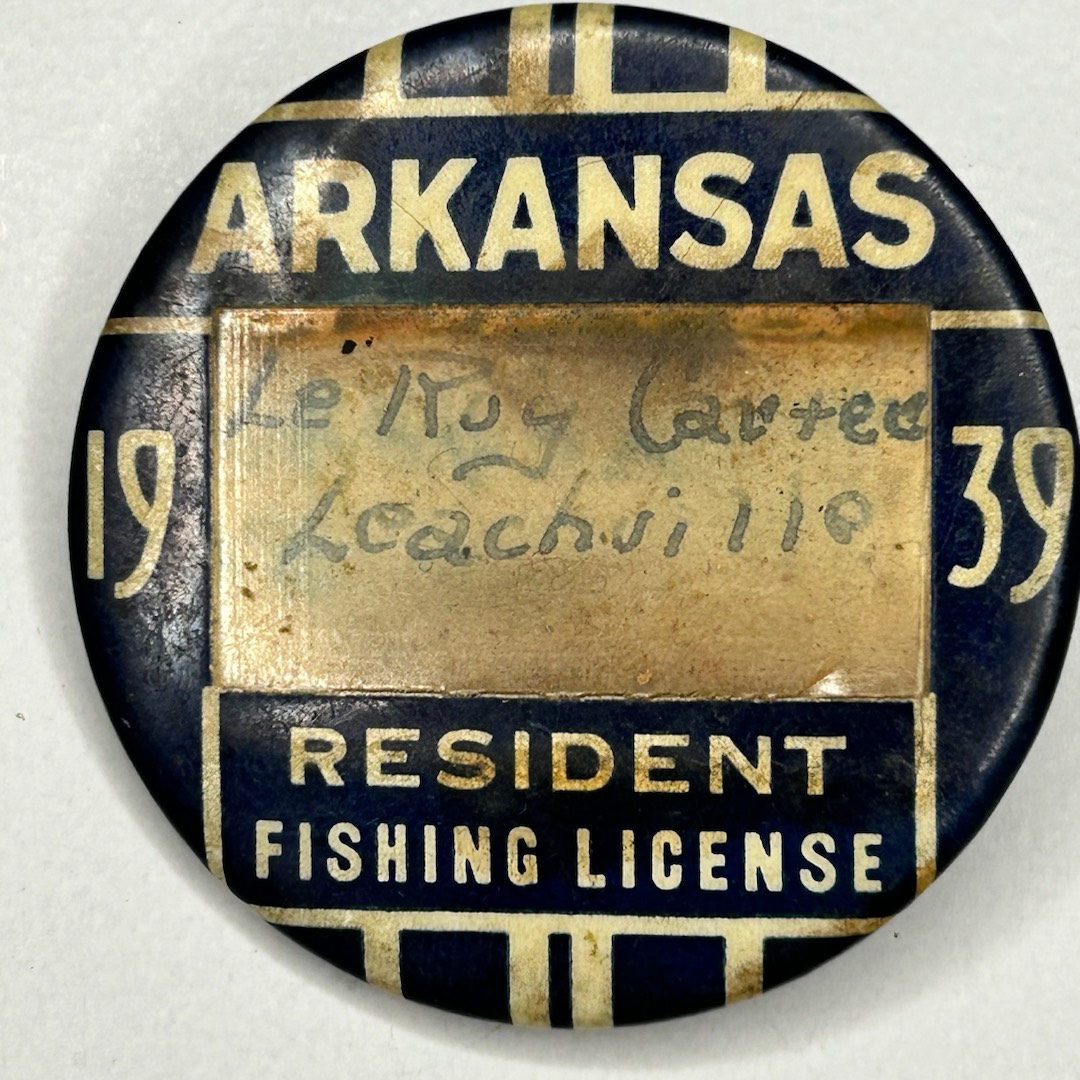 ARKANSAS
19 39
Le Roy Carter
Leachville
RESIDENT
FISHING LICENSE